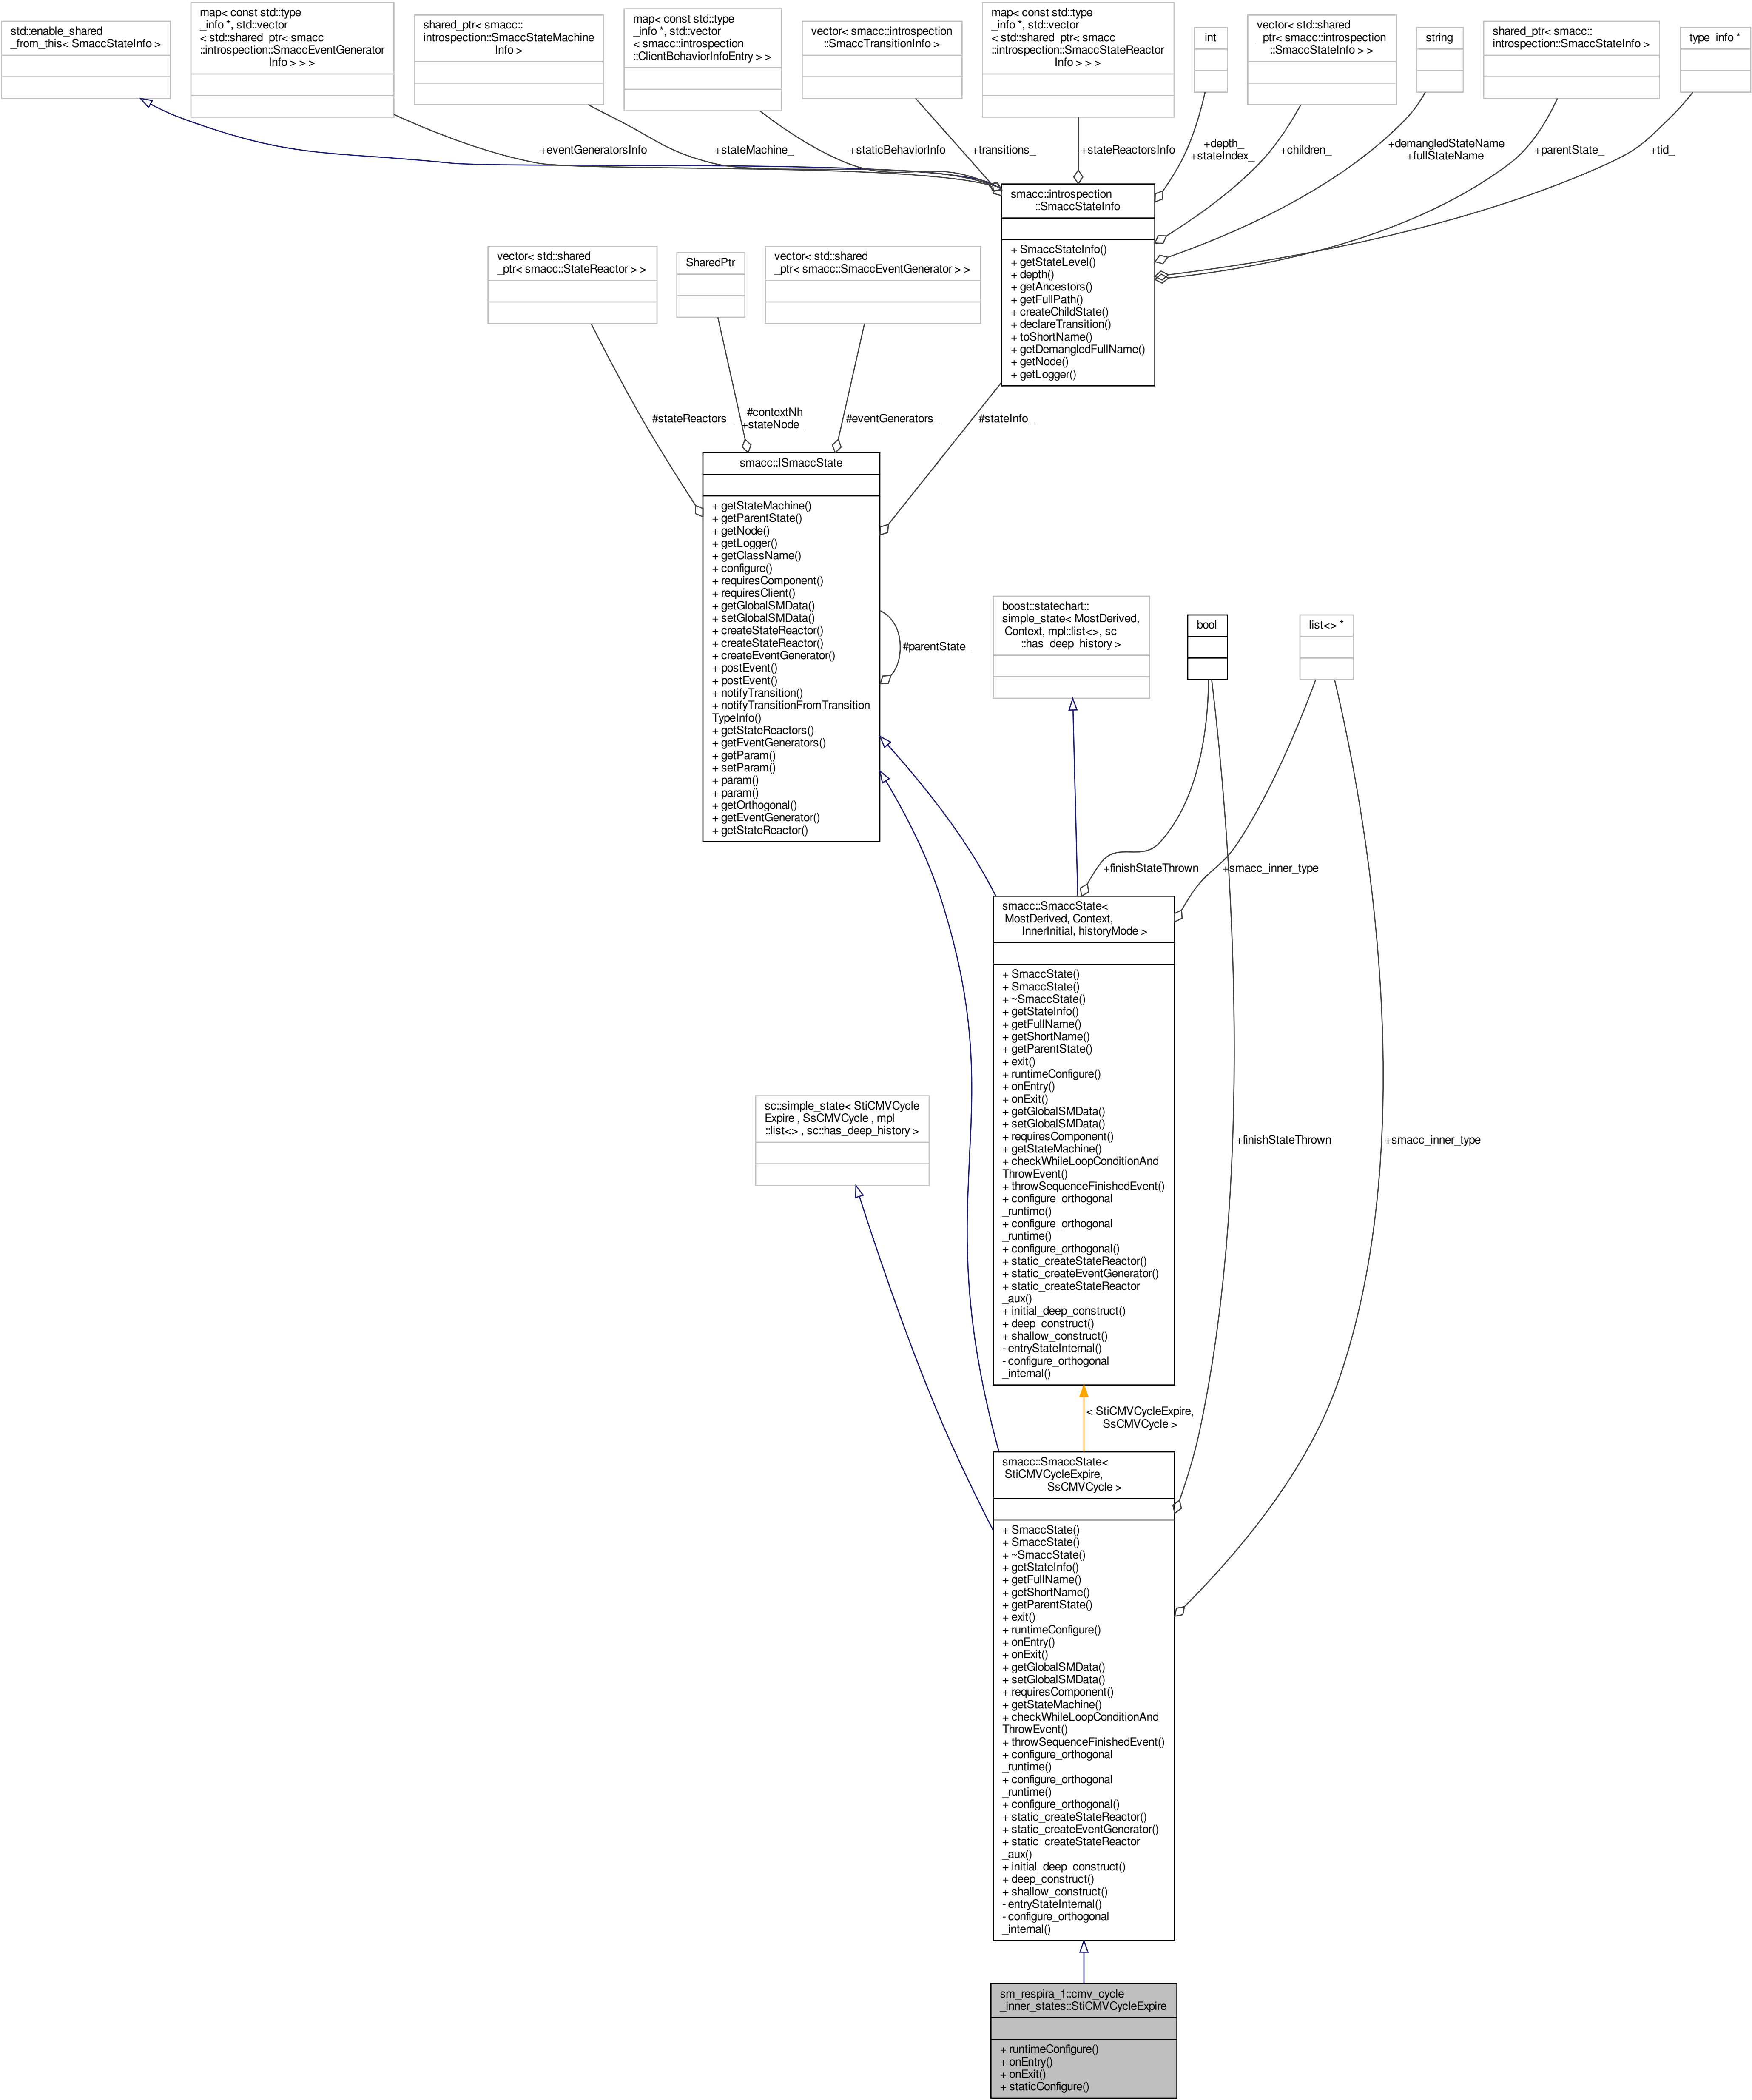 std::enable_shared
_from_this< SmaccStateInfo >
map< const std::type
_info *, std::vector
< std::shared_ptr< smacc
::introspection::SmaccEventGenerator
Info > > >
shared_ptr< smacc::
introspection::SmaccStateMachine
Info >
map< const std::type
_info *, std::vector
< smacc::introspection
::ClientBehaviorInfoEntry > >
vector< smacc::introspection
::SmaccTransitionInfo >
map< const std::type
_info *, std::vector
< std::shared_ptr< smacc
::introspection::SmaccStateReactor
Info > > >
int
vector< std::shared
_ptr< smacc::introspection
::SmaccStateInfo > >
string
shared_ptr< smacc::
introspection::SmaccStateInfo >
type_info *
+eventGeneratorsInfo
+stateMachine_
+staticBehaviorInfo
+transitions_
+stateReactorsInfo
+depth_
+stateIndex_
+children_
+demangledStateName
+fullStateName
+parentState_
+tid_
smacc::introspection
::SmaccStateInfo
+ SmaccStateInfo()
+ getStateLevel()
+ depth()
+ getAncestors()
+ getFullPath()
+ createChildState()
+ declareTransition()
+ toShortName()
+ getDemangledFullName()
+ getNode()
+ getLogger()
vector< std::shared
_ptr< smacc::StateReactor > >
SharedPtr
vector< std::shared
_ptr< smacc::SmaccEventGenerator > >
#stateReactors_
#contextNh
+stateNode_
#eventGenerators_
#stateInfo_
smacc::ISmaccState
+ getStateMachine()
+ getParentState()
+ getNode()
+ getLogger()
+ getClassName()
+ configure()
+ requiresComponent()
+ requiresClient()
+ getGlobalSMData()
+ setGlobalSMData()
+ createStateReactor()
+ createStateReactor()
+ createEventGenerator()
+ postEvent()
+ postEvent()
+ notifyTransition()
+ notifyTransitionFromTransition
TypeInfo()
+ getStateReactors()
+ getEventGenerators()
+ getParam()
+ setParam()
+ param()
+ param()
+ getOrthogonal()
+ getEventGenerator()
+ getStateReactor()
#parentState_
boost::statechart::
simple_state< MostDerived,
Context, mpl::list<>, sc
::has_deep_history >
bool
list<> *
+finishStateThrown
+smacc_inner_type
smacc::SmaccState<
MostDerived, Context,
InnerInitial, historyMode >
+ SmaccState()
+ SmaccState()
+ ~SmaccState()
+ getStateInfo()
+ getFullName()
+ getShortName()
+ getParentState()
+ exit()
+ runtimeConfigure()
+ onEntry()
+ onExit()
+ getGlobalSMData()
+ setGlobalSMData()
+ requiresComponent()
+ getStateMachine()
+ checkWhileLoopConditionAnd
ThrowEvent()
+ throwSequenceFinishedEvent()
+ configure_orthogonal
_runtime()
+ configure_orthogonal
_runtime()
+ configure_orthogonal()
+ static_createStateReactor()
+ static_createEventGenerator()
+ static_createStateReactor
_aux()
+ initial_deep_construct()
+ deep_construct()
+ shallow_construct()
- entryStateInternal()
- configure_orthogonal
_internal()
sc::simple_state< StiCMVCycle
Expire , SsCMVCycle , mpl
::list<> , sc::has_deep_history >
+finishStateThrown
+smacc_inner_type
< StiCMVCycleExpire,
SsCMVCycle >
smacc::SmaccState<
StiCMVCycleExpire,
SsCMVCycle >
+ SmaccState()
+ SmaccState()
+ ~SmaccState()
+ getStateInfo()
+ getFullName()
+ getShortName()
+ getParentState()
+ exit()
+ runtimeConfigure()
+ onEntry()
+ onExit()
+ getGlobalSMData()
+ setGlobalSMData()
+ requiresComponent()
+ getStateMachine()
+ checkWhileLoopConditionAnd
ThrowEvent()
+ throwSequenceFinishedEvent()
+ configure_orthogonal
_runtime()
+ configure_orthogonal
_runtime()
+ configure_orthogonal()
+ static_createStateReactor()
+ static_createEventGenerator()
+ static_createStateReactor
_aux()
+ initial_deep_construct()
+ deep_construct()
+ shallow_construct()
- entryStateInternal()
- configure_orthogonal
_internal()
sm_respira_1::cmv_cycle
_inner_states::StiCMVCycleExpire
+ runtimeConfigure()
+ onEntry()
+ onExit()
+ staticConfigure()